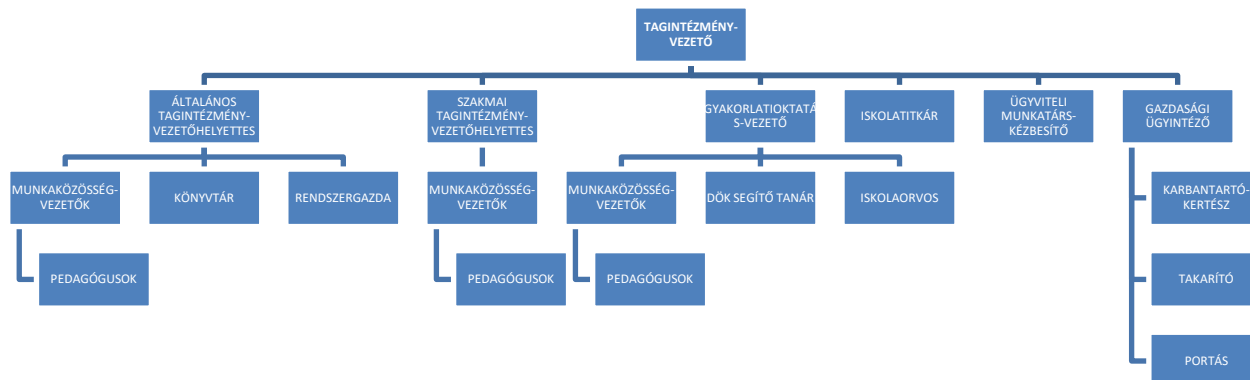 TAGINTÉZMÉNY-
VEZETŐ
ÁLTALÁNOS
TAGINTÉZMÉNY-
VEZETŐHELYETTES
SZAKMAI
TAGINTÉZMÉNY-
VEZETŐHELYETTES
GYAKORLATIOKTATÁ
S-VEZETŐ
ISKOLATITKÁR
ÜGYVITELI
MUNKATÁRS-
KÉZBESÍTŐ
GAZDASÁGI
ÜGYINTÉZŐ
MUNKAKÖZÖSSÉG-
VEZETŐK
KÖNYVTÁR
RENDSZERGAZDA
MUNKAKÖZÖSSÉG-
VEZETŐK
MUNKAKÖZÖSSÉG-
VEZETŐK
DÖK SEGÍTŐ TANÁR
ISKOLAORVOS
KARBANTARTÓ-
KERTÉSZ
PEDAGÓGUSOK
PEDAGÓGUSOK
PEDAGÓGUSOK
TAKARÍTÓ
PORTÁS